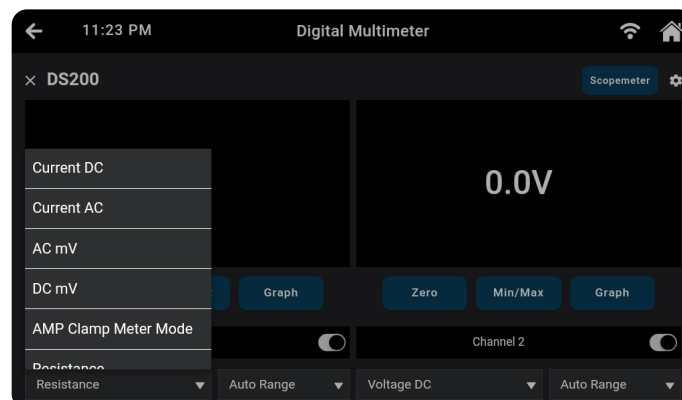 11:23 PM
Digital Multimeter
DS200
Scopemeter
Current DC
Current AC
AC mV
DC mV
AMP Clamp Meter Mode
Resistance
0.0V
Graph
Zero
Min/Max
Graph
Channel 2
Resistance
Auto Range
Voltage DC
Auto Range